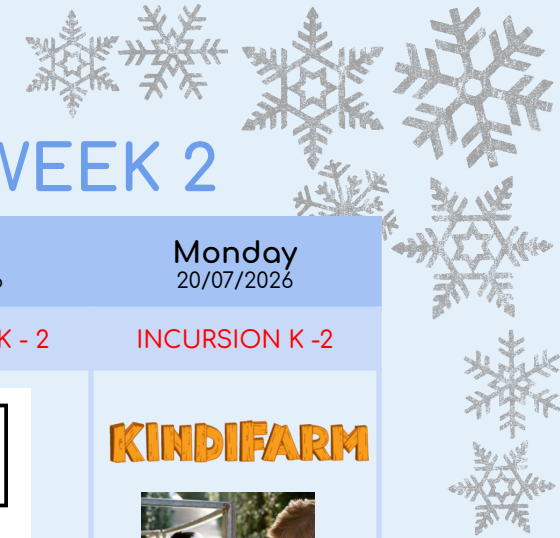 WEEK 2
Monday
20/07/2026
K - 2
INCURSION K -2
KINDIFARM